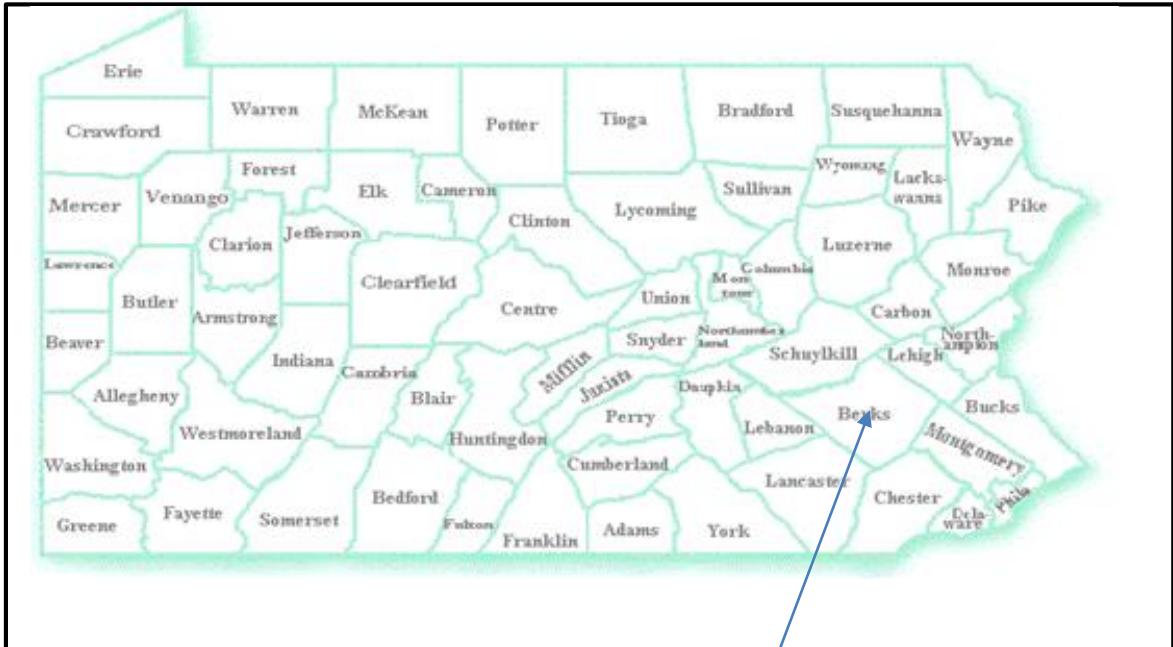 Erie
Warren
McKean
Potter
Tioga
Bradford
Susquehanna
Wayne
Crawford
Forest
Elk
Cameron
Wyoming
Lacka-
wanna
Sullivan
Mercer
Venango
Clinton
Lycoming
Pike
Clarion
Jefferson
Luzerne
Lawrence
Clearfield
Columbia
Monroe
Mon-
tour
Butler
Union
Centre
Carbon
Armstrong
Beaver
Snyder
Northumber
land
North-
ampton
Schuylkill
Lehigh
Indiana
Mifflin
Cambria
Juniata
Dauphin
Allegheny
Blair
Bucks
Perry
Berks
Westmoreland
Huntingdon
Lebanon
Montgomery
Washington
Cumberland
Lancaster
Bedford
Chester
Phila
Greene
Fayette
Somerset
Fulton
Franklin
Adams
York
Dela-
ware